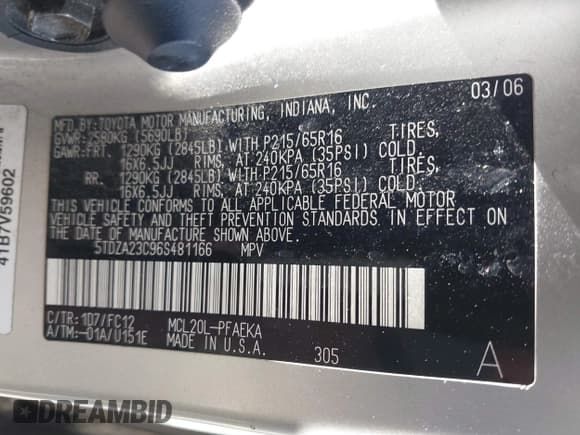 MFD. BY: TOYOTA MOTOR MANUFACTURING, INDIANA, INC. 03/06
GVWR: 2580KG (5690LB)
GAWR:FRT. 1290KG (2845LB) WITH P215/65R16 TIRES,
16X6.5JJ RIMS, AT 240KPA (35PSI) COLD.
RR. 1290KG (2845LB) WITH P215/65R16 TIRES,
16X6.5JJ RIMS, AT 240KPA (35PSI) COLD.
THIS VEHICLE CONFORMS TO ALL APPLICABLE FEDERAL MOTOR
VEHICLE SAFETY AND THEFT PREVENTION STANDARDS IN EFFECT ON
THE DATE OF MANUFACTURE SHOWN ABOVE.
5TDZA23C96S481166 MPV
C/TR: 1D7/FC12 MCL20L-PFAEKA
A/TM:-01A/U151E MADE IN U.S.A. 305 A
41B7V59602
DREAMBID